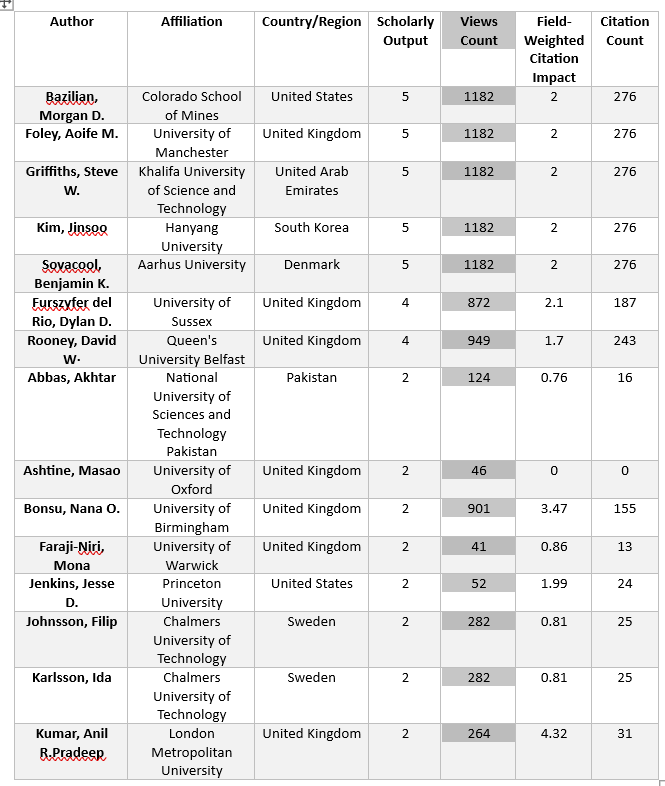 Author Affiliation Country/Region Scholarly Output Views Count Field-Weighted Citation Impact Citation Count
Bazilian, Morgan D. Colorado School of Mines United States 5 1182 2 276
Foley, Aoife M. University of Manchester United Kingdom 5 1182 2 276
Griffiths, Steve W. Khalifa University of Science and Technology United Arab Emirates 5 1182 2 276
Kim, Jinsoo Hanyang University South Korea 5 1182 2 276
Sovacool, Benjamin K. Aarhus University Denmark 5 1182 2 276
Furszyfer del Rio, Dylan D. University of Sussex United Kingdom 4 872 2.1 187
Rooney, David W· Queen's University Belfast United Kingdom 4 949 1.7 243
Abbas, Akhtar National University of Sciences and Technology Pakistan Pakistan 2 124 0.76 16
Ashtine, Masao University of Oxford United Kingdom 2 46 0 0
Bonsu, Nana O. University of Birmingham United Kingdom 2 901 3.47 155
Faraji-Niri, Mona University of Warwick United Kingdom 2 41 0.86 13
Jenkins, Jesse D. Princeton University United States 2 52 1.99 24
Johnsson, Filip Chalmers University of Technology Sweden 2 282 0.81 25
Karlsson, Ida Chalmers University of Technology Sweden 2 282 0.81 25
Kumar, Anil R.Pradeep London Metropolitan University United Kingdom 2 264 4.32 31